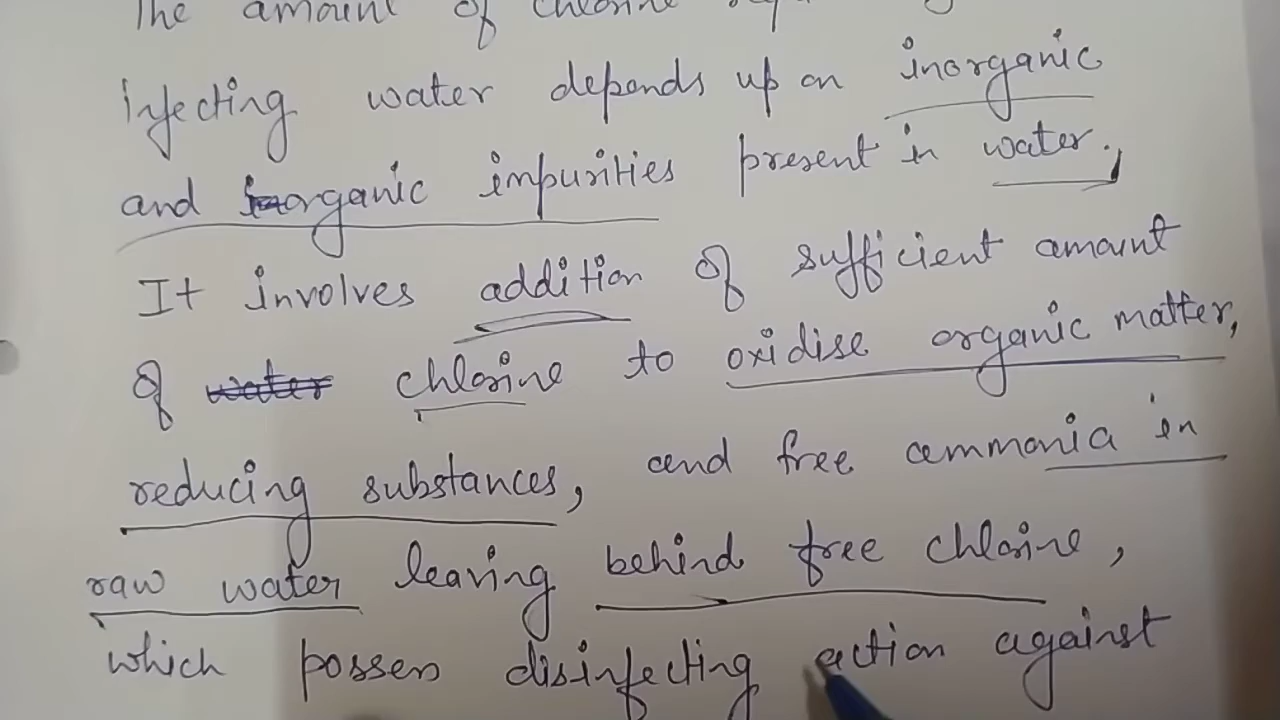 The amount of chlorine
infecting water depends up on inorganic
and organic impurities present in water.
It involves addition of sufficient amount
of water chlorine to oxidise organic matter,
reducing substances, and free ammonia in
raw water leaving behind free chlorine,
which possess disinfecting action against